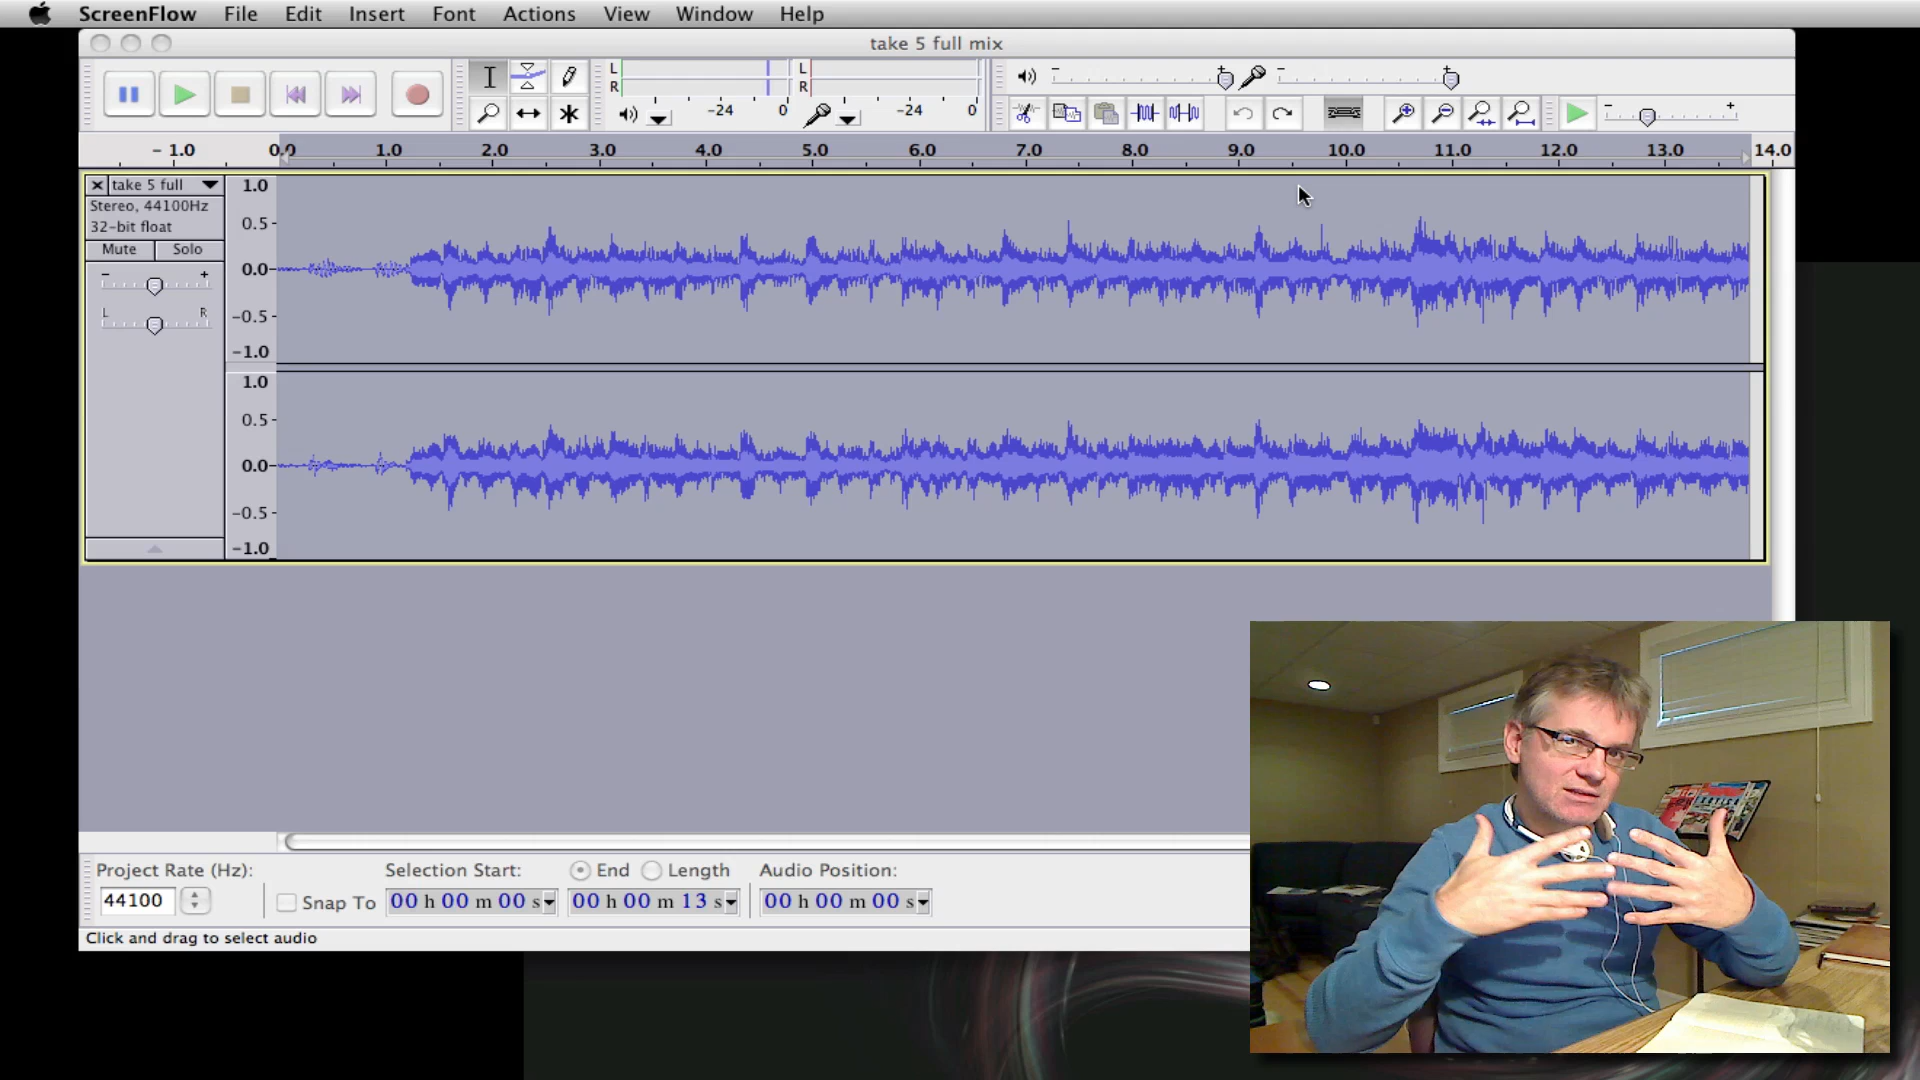 ScreenFlow File Edit Insert Font Actions View Window Help
take 5 full mix
L
R
-24 0
L
R
-24 0
- + - +
- +
- 1.0 0.0 1.0 2.0 3.0 4.0 5.0 6.0 7.0 8.0 9.0 10.0 11.0 12.0 13.0 14.0
take 5 full
Stereo, 44100Hz
32-bit float
Mute Solo
- +
L R
1.0
0.5
0.0
-0.5
-1.0
1.0
0.5
0.0
-0.5
-1.0
Project Rate (Hz): Selection Start: End Length Audio Position:
44100 Snap To 00 h 00 m 00 s 00 h 00 m 13 s 00 h 00 m 00 s
Click and drag to select audio